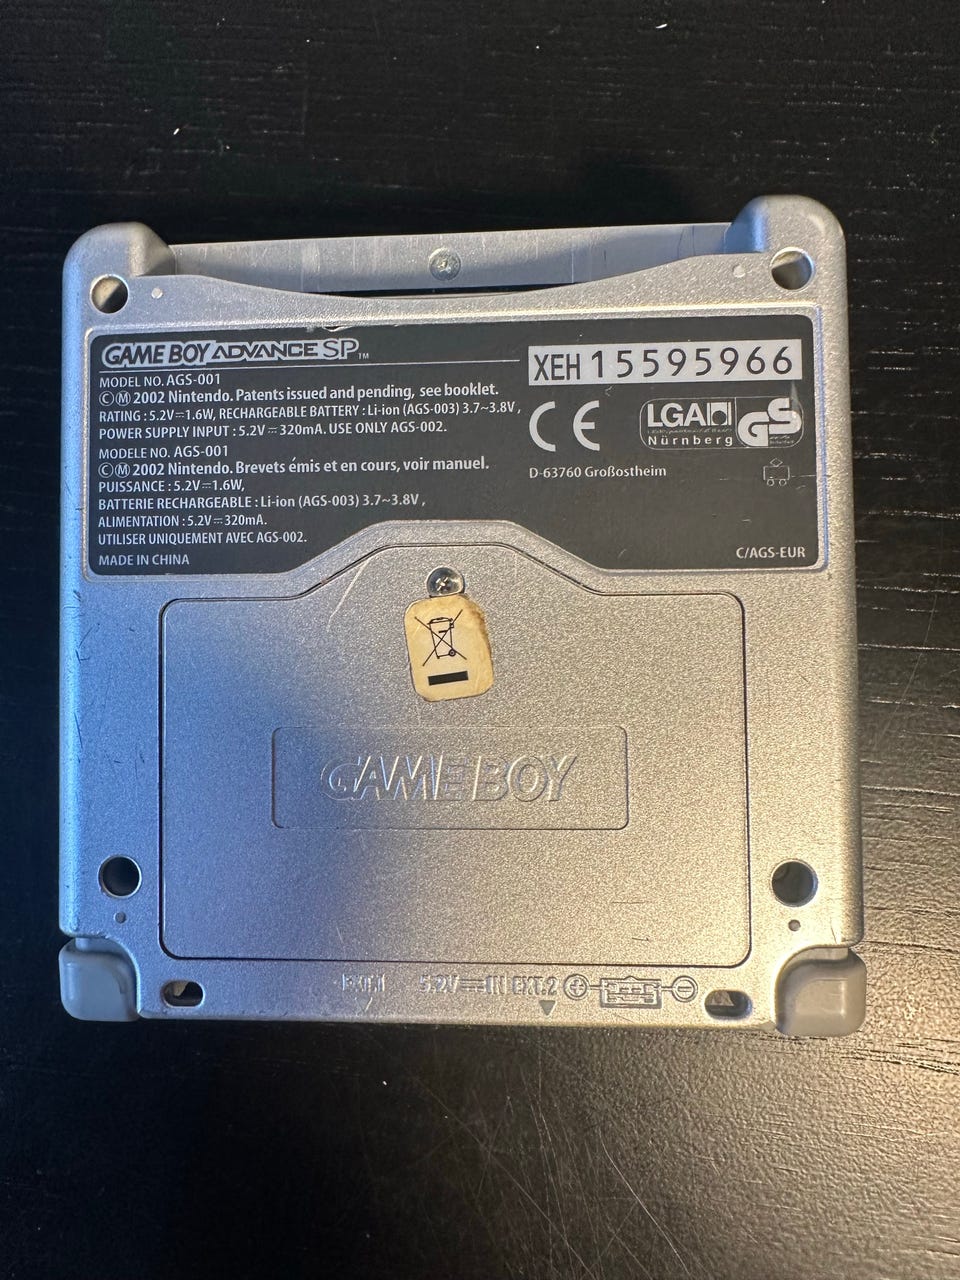 GAME BOY ADVANCE SP TM
MODEL NO. AGS-001
©Ⓜ 2002 Nintendo. Patents issued and pending, see booklet.
RATING : 5.2V⎓1.6W, RECHARGEABLE BATTERY : Li-ion (AGS-003) 3.7~3.8V ,
POWER SUPPLY INPUT : 5.2V⎓320mA. USE ONLY AGS-002.
MODELE NO. AGS-001
©Ⓜ 2002 Nintendo. Brevets émis et en cours, voir manuel.
PUISSANCE : 5.2V⎓1.6W,
BATTERIE RECHARGEABLE : Li-ion (AGS-003) 3.7~3.8V ,
ALIMENTATION : 5.2V⎓320mA.
UTILISER UNIQUEMENT AVEC AGS-002.
MADE IN CHINA
XEH 15595966
CE
LGA
Nürnberg
GS
D-63760 Großostheim
C/AGS-EUR
GAME BOY
EXT.1 5.2V⎓IN EXT.2